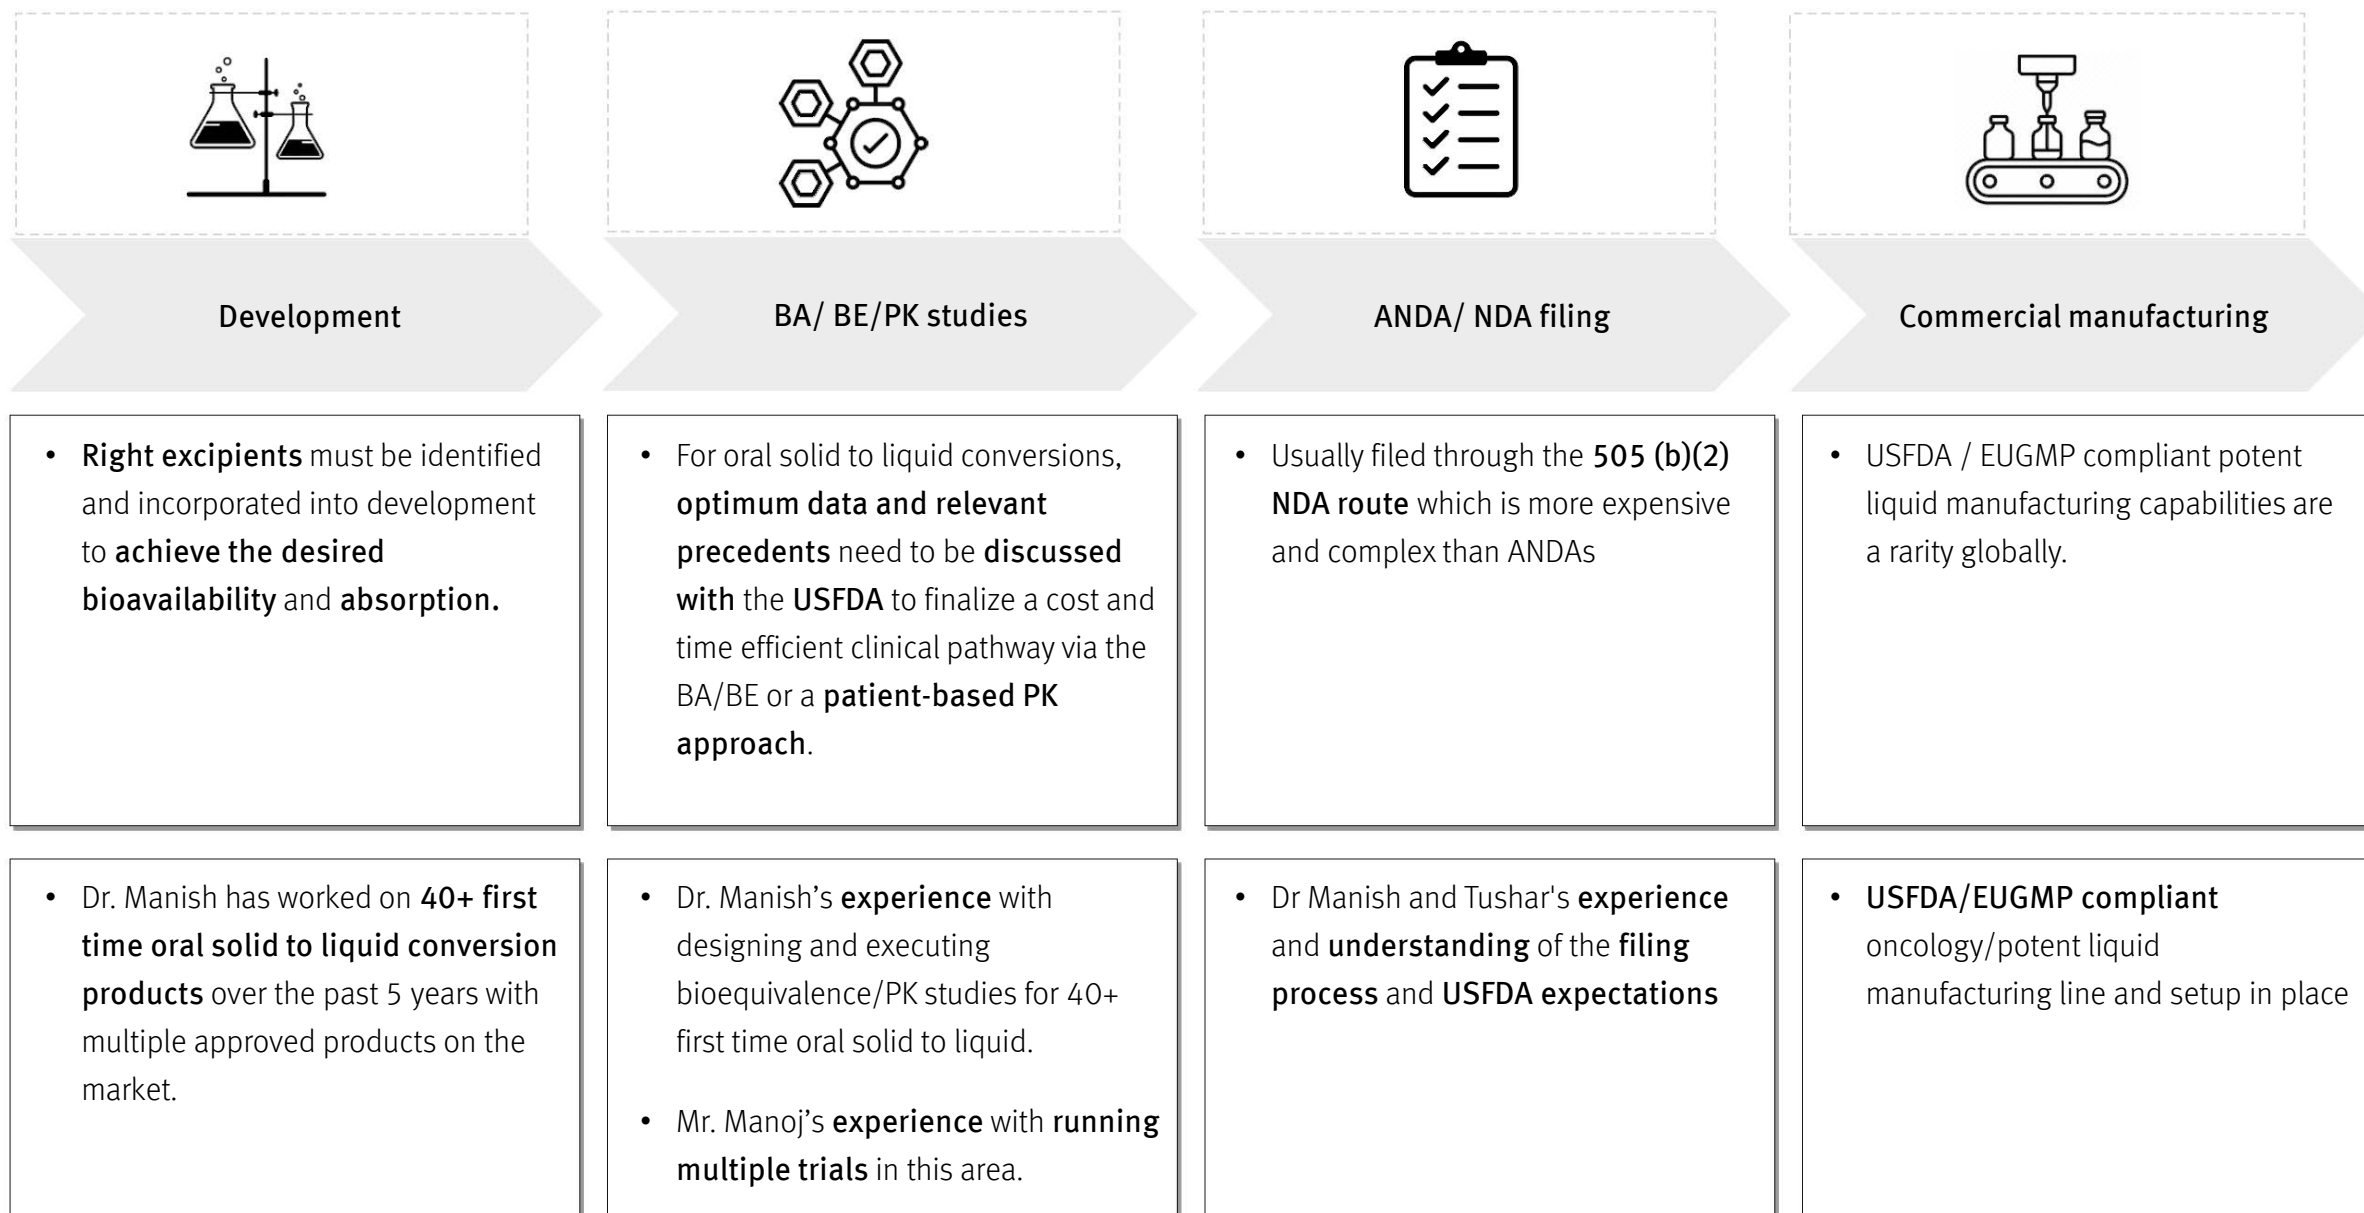 Development
BA/ BE/PK studies
ANDA/ NDA filing
Commercial manufacturing
• Right excipients must be identified
and incorporated into development
to achieve the desired
bioavailability and absorption.
• For oral solid to liquid conversions,
optimum data and relevant
precedents need to be discussed
with the USFDA to finalize a cost and
time efficient clinical pathway via the
BA/BE or a patient-based PK
approach.
• Usually filed through the 505 (b)(2)
NDA route which is more expensive
and complex than ANDAs
• USFDA / EUGMP compliant potent
liquid manufacturing capabilities are
a rarity globally.
• Dr. Manish has worked on 40+ first
time oral solid to liquid conversion
products over the past 5 years with
multiple approved products on the
market.
• Dr. Manish’s experience with
designing and executing
bioequivalence/PK studies for 40+
first time oral solid to liquid.
• Mr. Manoj’s experience with running
multiple trials in this area.
• Dr Manish and Tushar's experience
and understanding of the filing
process and USFDA expectations
• USFDA/EUGMP compliant
oncology/potent liquid
manufacturing line and setup in place